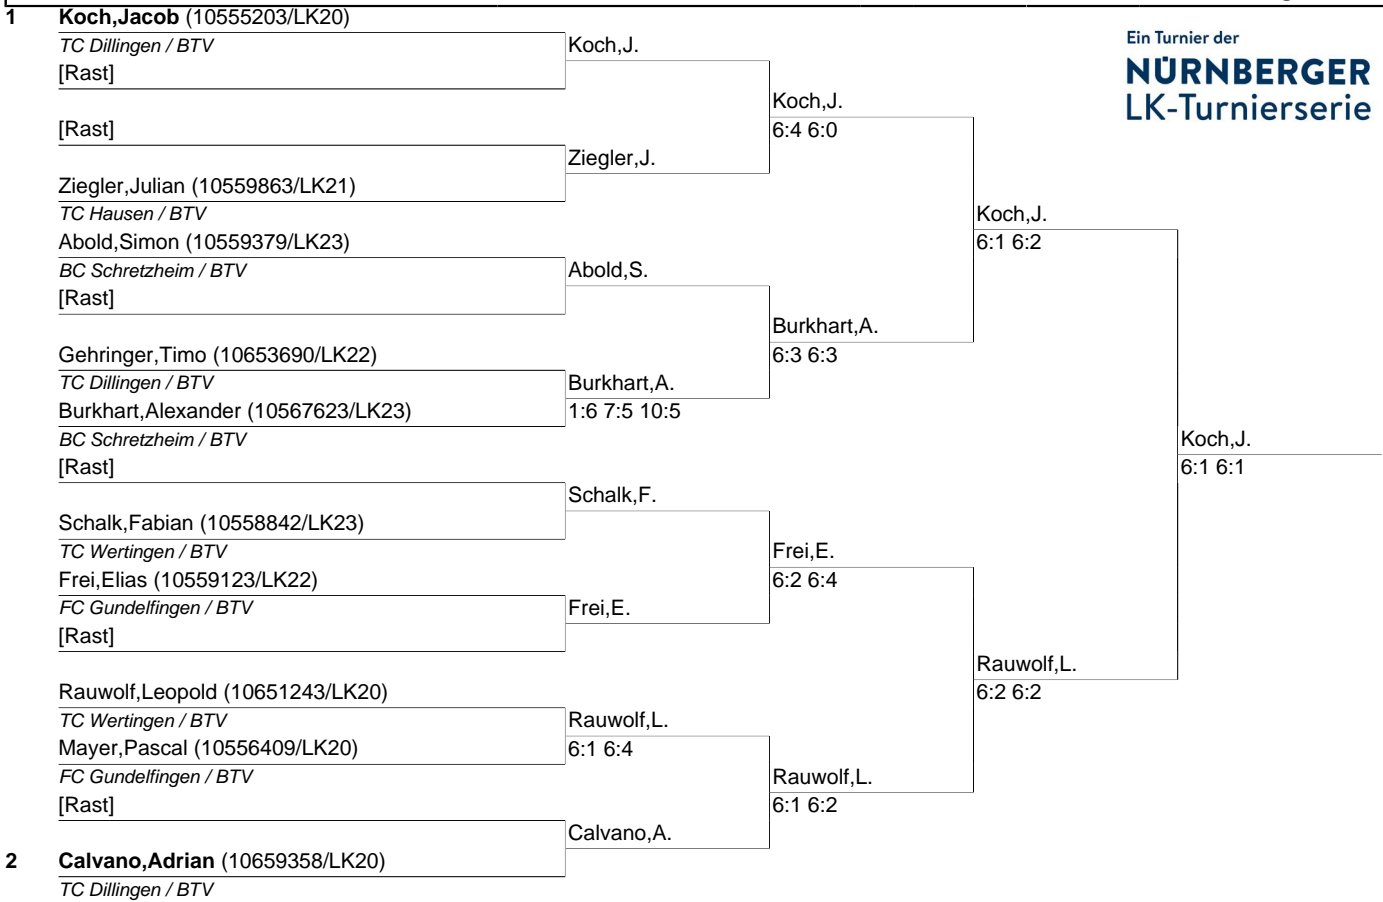 1 Koch,Jacob (10555203/LK20)
TC Dillingen / BTV
Koch,J.
[Rast]
Koch,J.
[Rast]
6:4 6:0
Ziegler,J.
Ziegler,Julian (10559863/LK21)
TC Hausen / BTV
Koch,J.
Abold,Simon (10559379/LK23)
6:1 6:2
BC Schretzheim / BTV
Abold,S.
[Rast]
Burkhart,A.
Gehringer,Timo (10653690/LK22)
6:3 6:3
TC Dillingen / BTV
Burkhart,A.
Burkhart,Alexander (10567623/LK23)
1:6 7:5 10:5
BC Schretzheim / BTV
Koch,J.
[Rast]
6:1 6:1
Schalk,F.
Schalk,Fabian (10558842/LK23)
TC Wertingen / BTV
Frei,E.
Frei,Elias (10559123/LK22)
6:2 6:4
FC Gundelfingen / BTV
Frei,E.
[Rast]
Rauwolf,L.
Rauwolf,Leopold (10651243/LK20)
6:2 6:2
TC Wertingen / BTV
Rauwolf,L.
Mayer,Pascal (10556409/LK20)
6:1 6:4
FC Gundelfingen / BTV
Rauwolf,L.
[Rast]
6:1 6:2
Calvano,A.
2 Calvano,Adrian (10659358/LK20)
TC Dillingen / BTV
Ein Turnier der
NÜRNBERGER
LK-Turnierserie